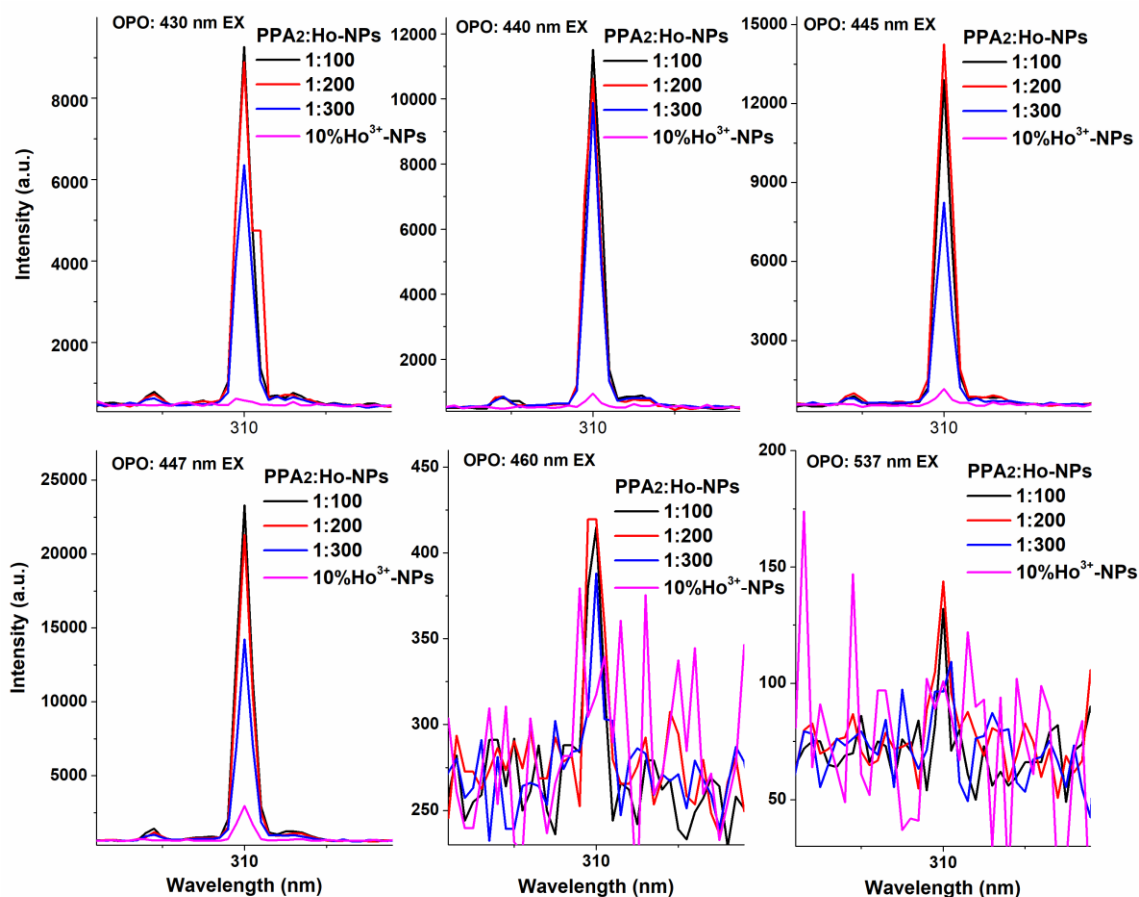 OPO: 430 nm EX
PPA2:Ho-NPs
1:100
1:200
1:300
10%Ho³⁺-NPs
8000
6000
4000
2000
310
Intensity (a.u.)
OPO: 440 nm EX
PPA2:Ho-NPs
1:100
1:200
1:300
10%Ho³⁺-NPs
12000
10000
8000
6000
4000
2000
310
OPO: 445 nm EX
PPA2:Ho-NPs
1:100
1:200
1:300
10%Ho³⁺-NPs
15000
12000
9000
6000
3000
310
OPO: 447 nm EX
PPA2:Ho-NPs
1:100
1:200
1:300
10%Ho³⁺-NPs
25000
20000
15000
10000
5000
310
Intensity (a.u.)
Wavelength (nm)
OPO: 460 nm EX
PPA2:Ho-NPs
1:100
1:200
1:300
10%Ho³⁺-NPs
450
400
350
300
250
310
Wavelength (nm)
OPO: 537 nm EX
PPA2:Ho-NPs
1:100
1:200
1:300
10%Ho³⁺-NPs
200
150
100
50
310
Wavelength (nm)